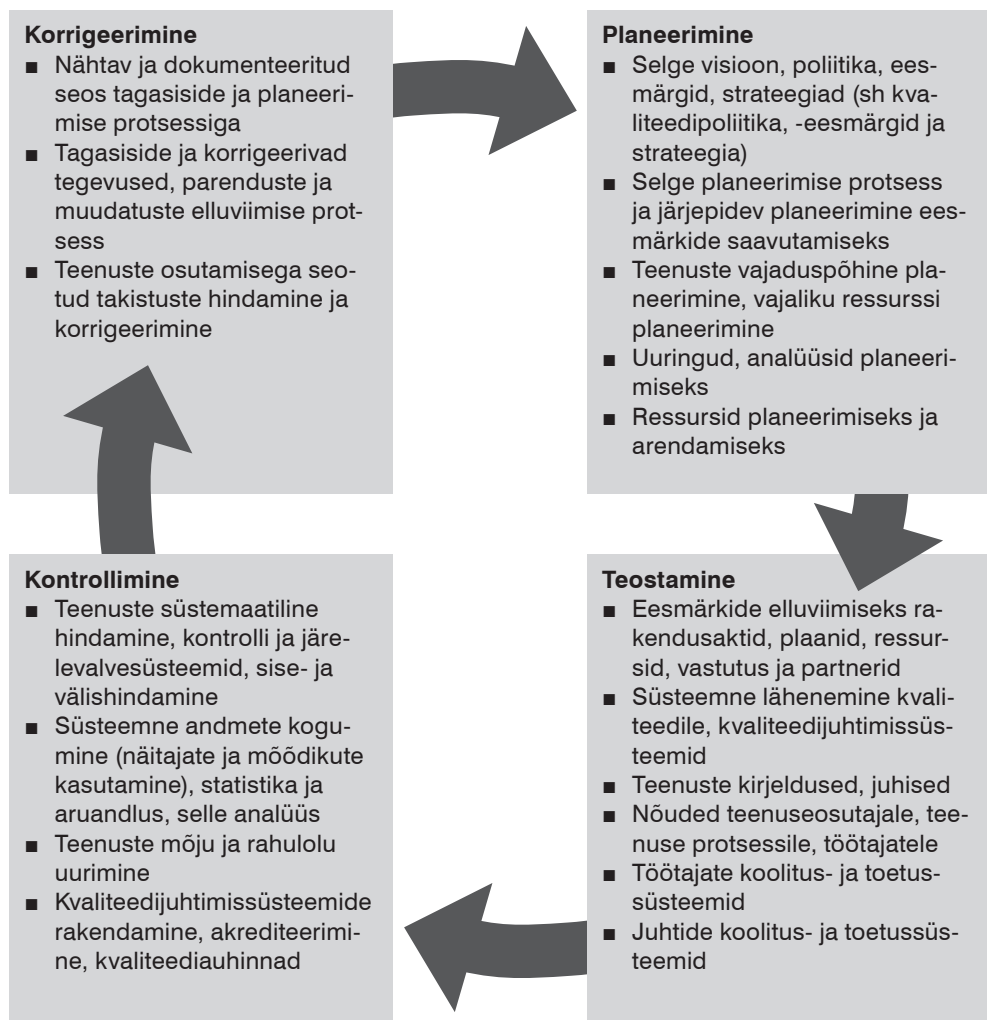 Korrigeerimine
■ Nähtav ja dokumenteeritud
seos tagasiside ja planeeri-
mise protsessiga
■ Tagasiside ja korrigeerivad
tegevused, parenduste ja
muudatuste elluviimise prot-
sess
■ Teenuste osutamisega seo-
tud takistuste hindamine ja
korrigeerimine
Planeerimine
■ Selge visioon, poliitika, ees-
märgid, strateegiad (sh kva-
liteedipoliitika, -eesmärgid ja
strateegia)
■ Selge planeerimise protsess
ja järjepidev planeerimine ees-
märkide saavutamiseks
■ Teenuste vajaduspõhine pla-
neerimine, vajaliku ressurssi
planeerimine
■ Uuringud, analüüsid planeeri-
miseks
■ Ressursid planeerimiseks ja
arendamiseks
Kontrollimine
■ Teenuste süstemaatiline
hindamine, kontrolli ja järe-
levalvesüsteemid, sise- ja
välishindamine
■ Süsteemne andmete kogu-
mine (näitajate ja mõõdikute
kasutamine), statistika ja
aruandlus, selle analüüs
■ Teenuste mõju ja rahulolu
uurimine
■ Kvaliteedijuhtimissüsteemide
rakendamine, akrediteerimi-
ne, kvaliteediauhinnad
Teostamine
■ Eesmärkide elluviimiseks ra-
kendusaktid, plaanid, ressur-
sid, vastutus ja partnerid
■ Süsteemne lähenemine kvali-
teedile, kvaliteedijuhtimissüs-
teemid
■ Teenuste kirjeldused, juhised
■ Nõuded teenuseosutajale, tee-
nuse protsessile, töötajatele
■ Töötajate koolitus- ja toetus-
süsteemid
■ Juhtide koolitus- ja toetussüs-
teemid